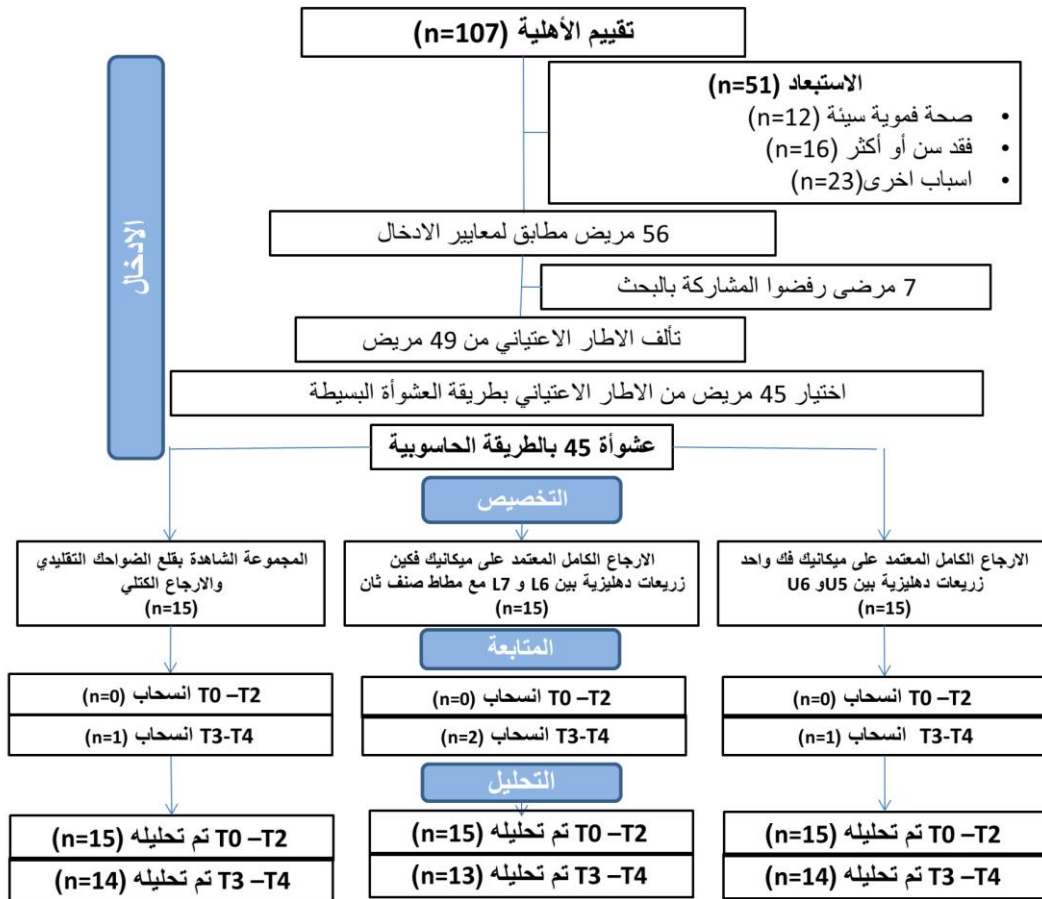 تقييم الأهلية (n=107)
الاستبعاد (n=51)
• صحة فموية سيئة (n=12)
• فقد سن أو أكثر (n=16)
• اسباب اخرى(n=23)
الادخال
56 مريض مطابق لمعايير الادخال
7 مرضى رفضوا المشاركة بالبحث
تألف الاطار الاعتياني من 49 مريض
اختيار 45 مريض من الاطار الاعتياني بطريقة العشوأة البسيطة
عشوأة 45 بالطريقة الحاسوبية
التخصيص
الارجاع الكامل المعتمد على ميكانيك فك واحد
زريعات دهليزية بين U5و U6
(n=15)
الارجاع الكامل المعتمد على ميكانيك فكين
زريعات دهليزية بين L6 و L7 مع مطاط صنف ثان
(n=15)
المجموعة الشاهدة بقلع الضواحك التقليدي
والارجاع الكتلي
(n=15)
المتابعة
T0 –T2 انسحاب (n=0)
T3-T4 انسحاب (n=1)
T0 –T2 انسحاب (n=0)
T3-T4 انسحاب (n=2)
T0 –T2 انسحاب (n=0)
T3-T4 انسحاب (n=1)
التحليل
T0 –T2 تم تحليله (n=15)
T3 –T4 تم تحليله (n=14)
T0 –T2 تم تحليله (n=15)
T3 –T4 تم تحليله (n=13)
T0 –T2 تم تحليله (n=15)
T3 –T4 تم تحليله (n=14)